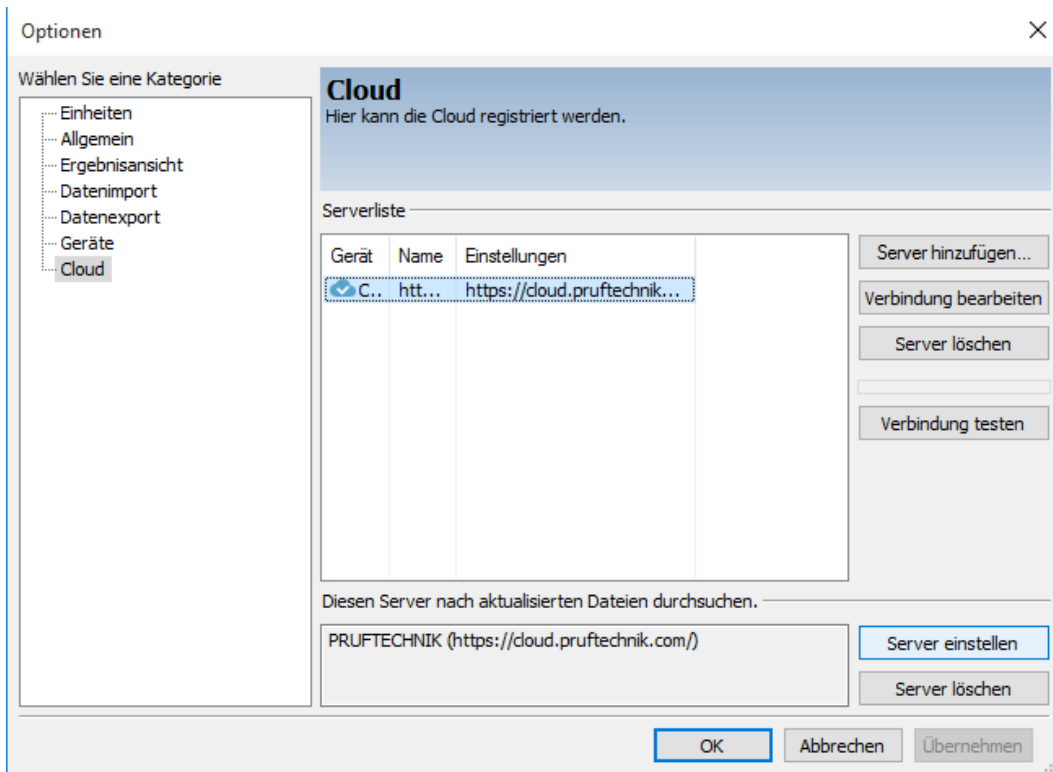 Optionen
Wählen Sie eine Kategorie
Einheiten
Allgemein
Ergebnisansicht
Datenimport
Datenexport
Geräte
Cloud
Cloud
Hier kann die Cloud registriert werden.
Serverliste
Gerät Name Einstellungen
C.. htt... https://cloud.pruftechnik...
Server hinzufügen...
Verbindung bearbeiten
Server löschen
Verbindung testen
Diesen Server nach aktualisierten Dateien durchsuchen.
PRUFTECHNIK (https://cloud.pruftechnik.com/)
Server einstellen
Server löschen
OK Abbrechen Übernehmen